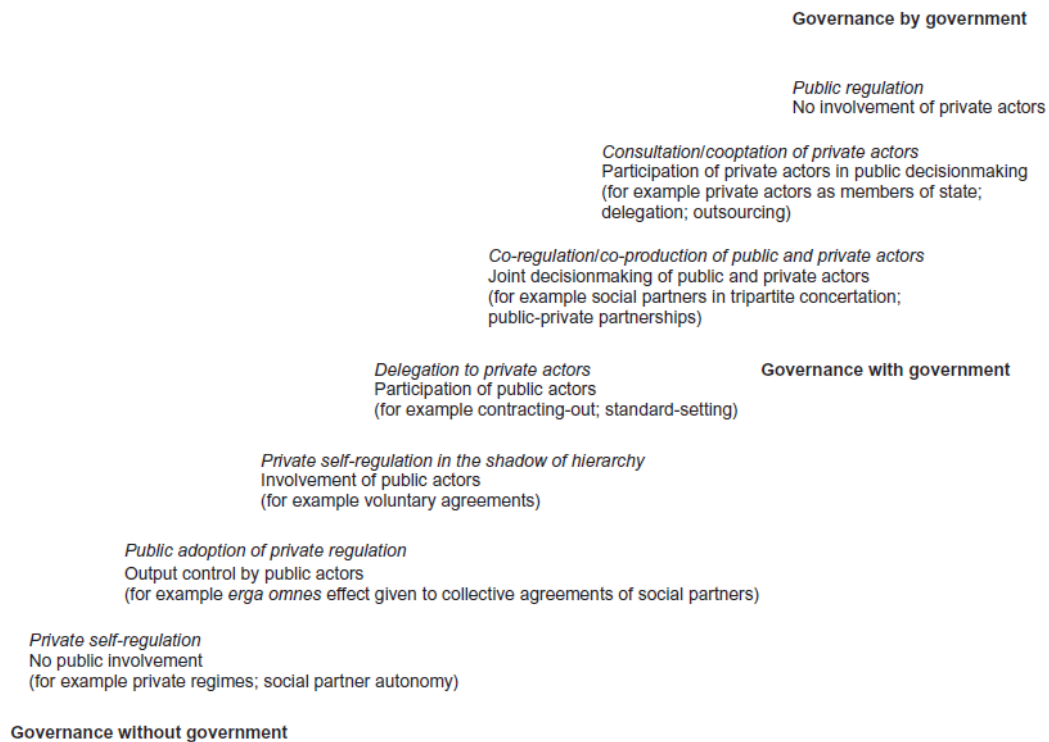 Governance by government
Public regulation
No involvement of private actors
Consultation/cooptation of private actors
Participation of private actors in public decisionmaking
(for example private actors as members of state;
delegation; outsourcing)
Co-regulation/co-production of public and private actors
Joint decisionmaking of public and private actors
(for example social partners in tripartite concertation;
public-private partnerships)
Delegation to private actors
Governance with government
Participation of public actors
(for example contracting-out; standard-setting)
Private self-regulation in the shadow of hierarchy
Involvement of public actors
(for example voluntary agreements)
Public adoption of private regulation
Output control by public actors
(for example erga omnes effect given to collective agreements of social partners)
Private self-regulation
No public involvement
(for example private regimes; social partner autonomy)
Governance without government